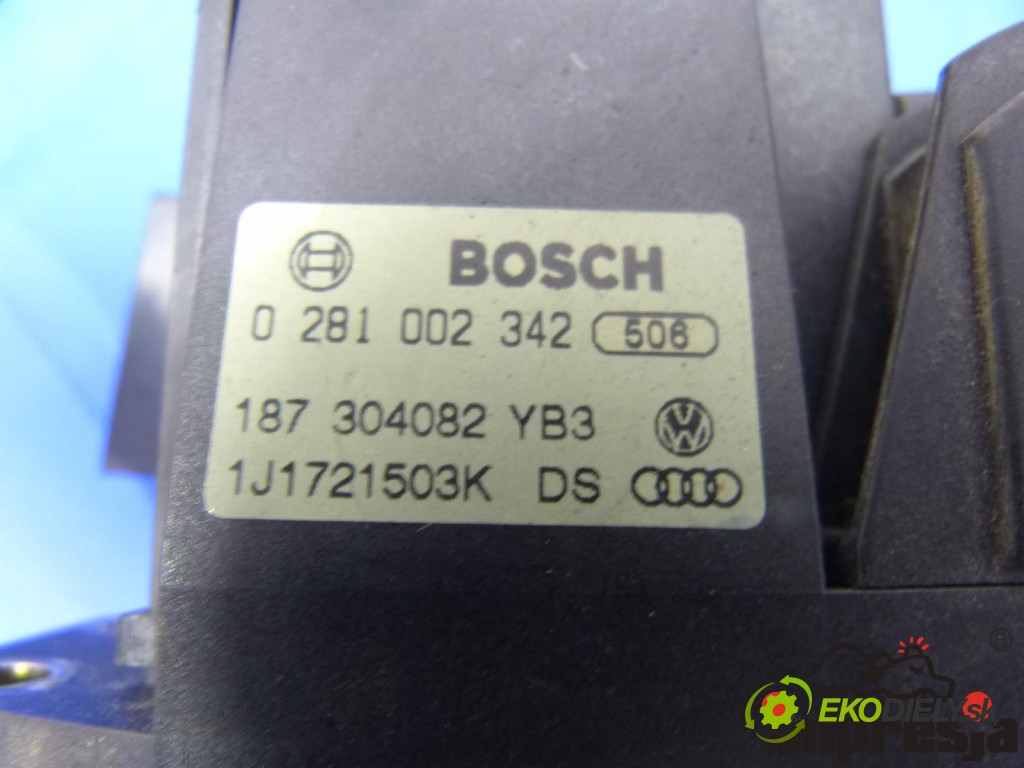 BOSCH
0 281 002 342 506
187 304082 YB3
1J1721503K DS
®
EKODIELY s!